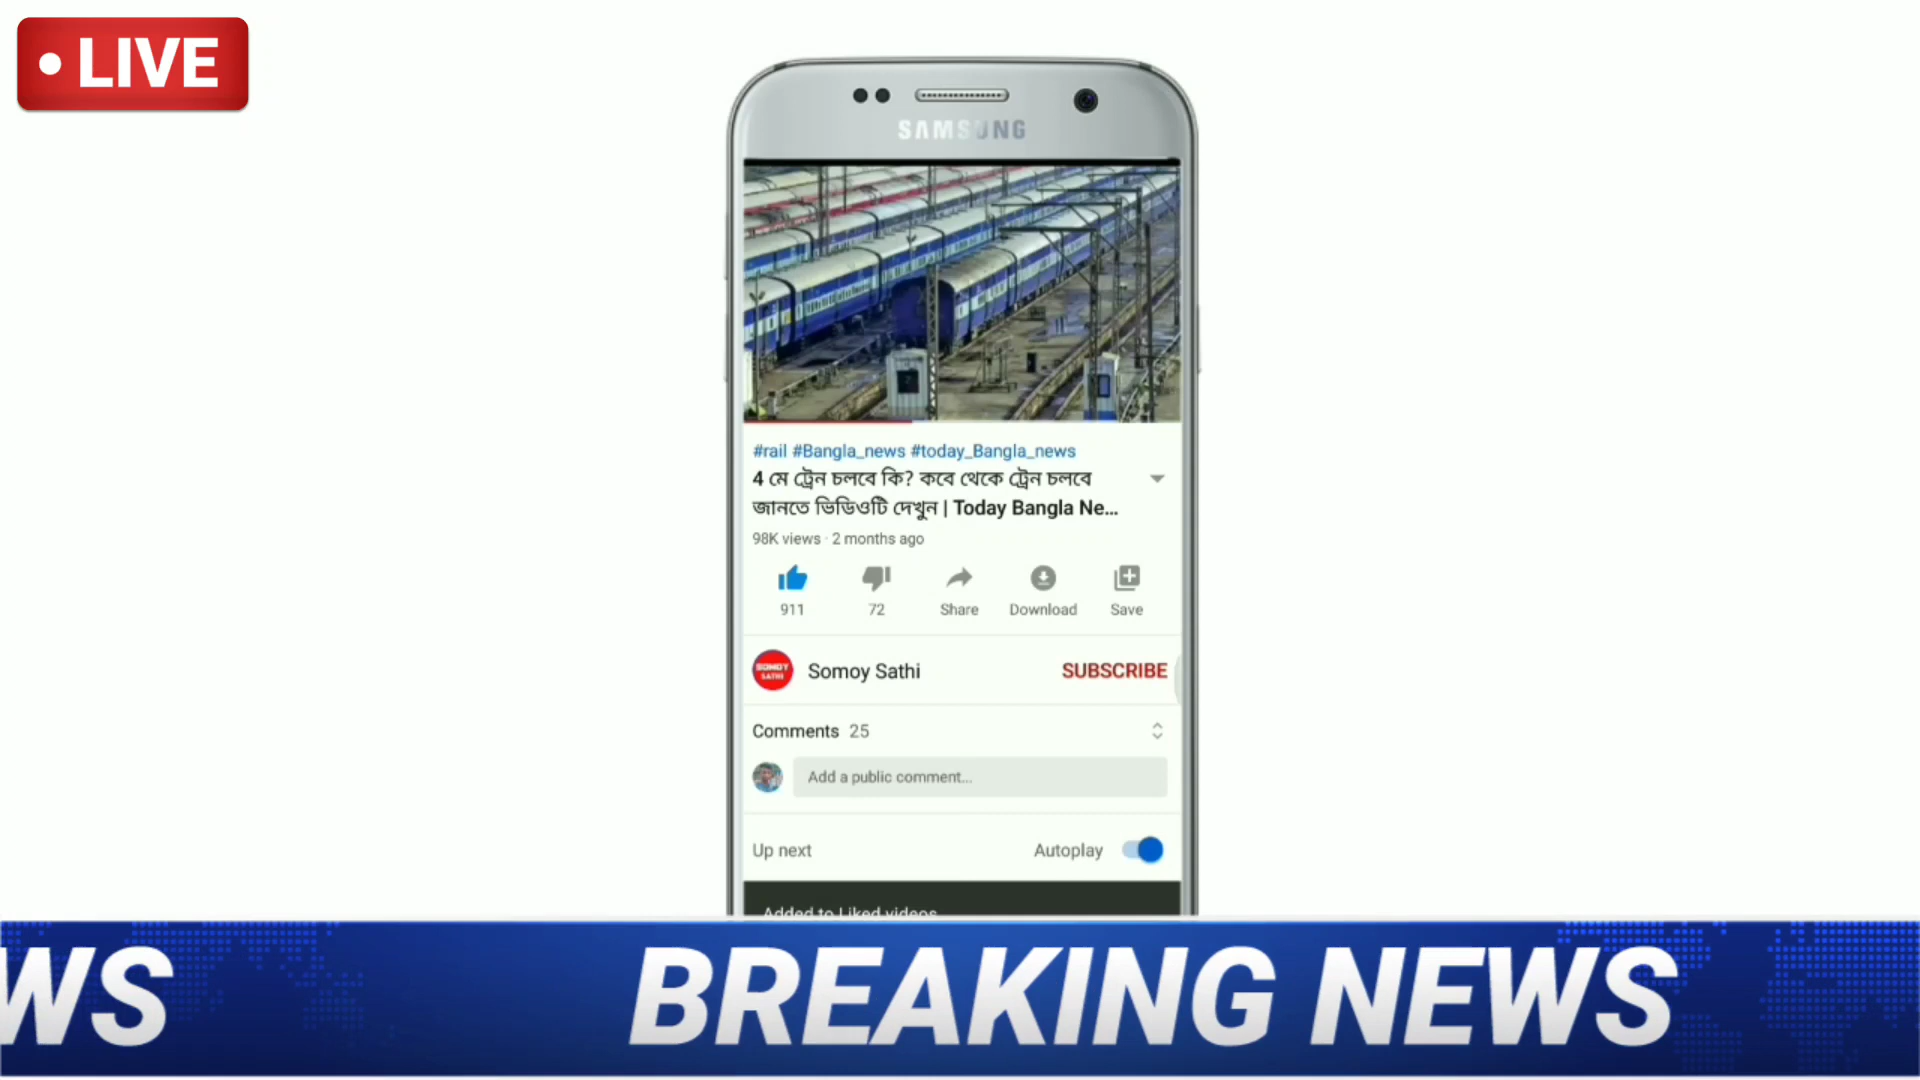 LIVE
SAMSUNG
#rail #Bangla_news #today_Bangla_news
4 মে ট্রেন চলবে কি? কবে থেকে ট্রেন চলবে
জানতে ভিডিওটি দেখুন | Today Bangla Ne...
98K views · 2 months ago
911 72 Share Download Save
SOMOY
SATHI
Somoy Sathi SUBSCRIBE
Comments 25
Add a public comment...
Up next Autoplay
Added to Liked videos
WS BREAKING NEWS